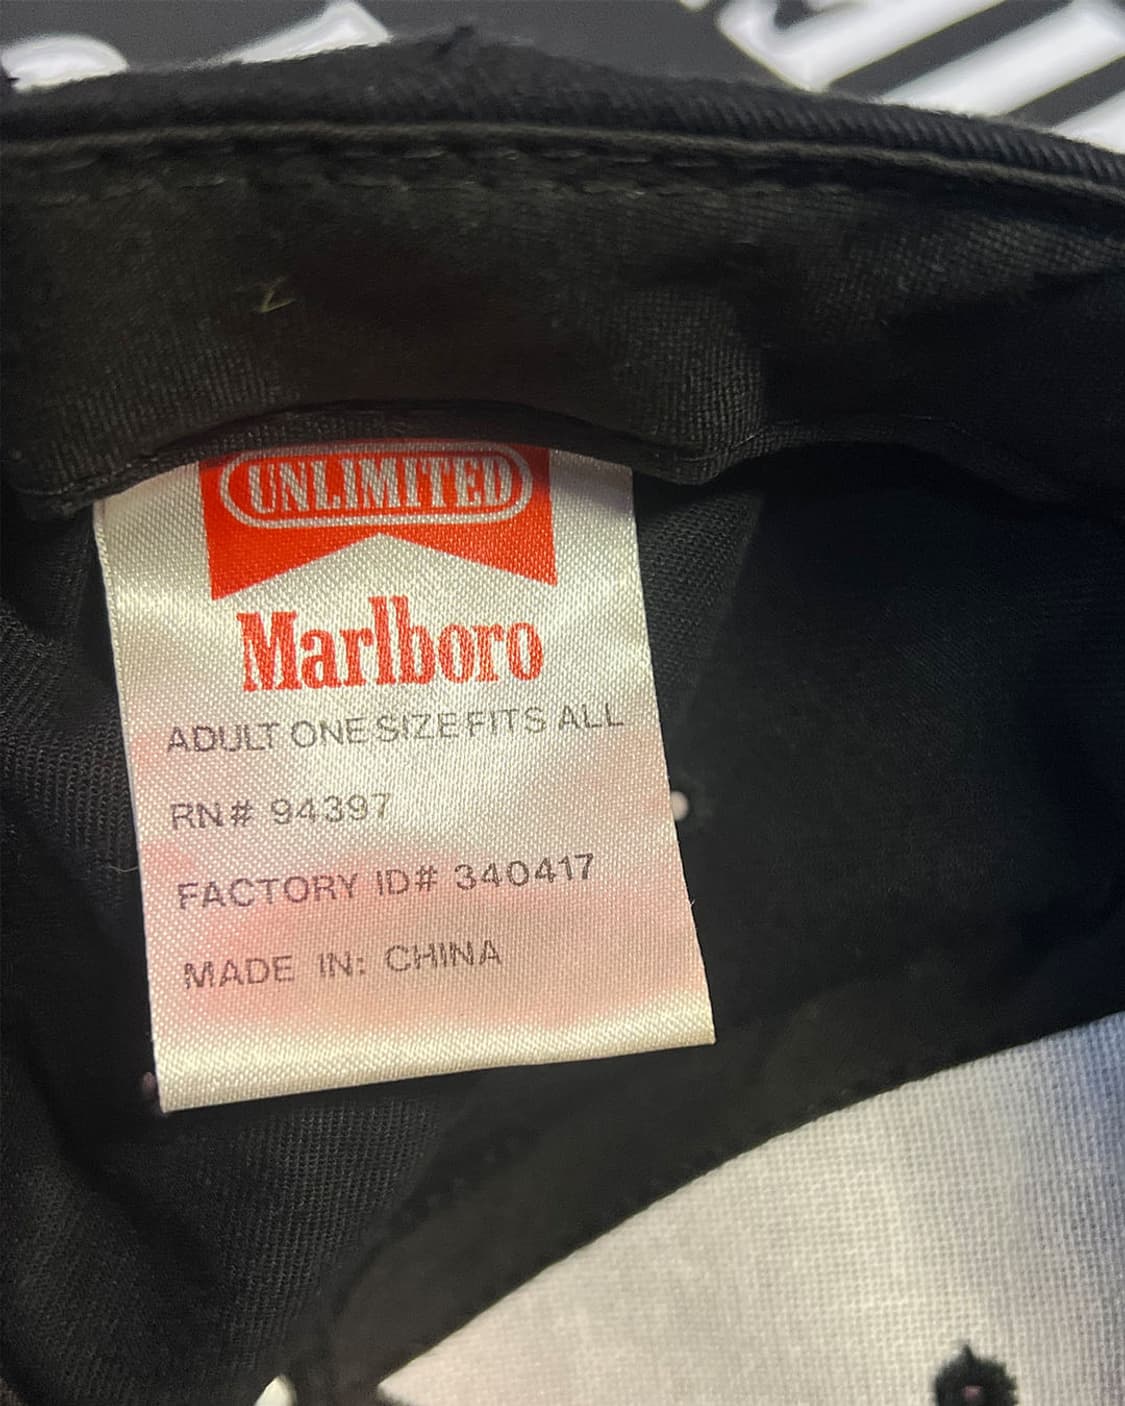 UNLIMITED
Marlboro
ADULT ONE SIZE FITS ALL
RN# 94397
FACTORY ID# 340417
MADE IN: CHINA